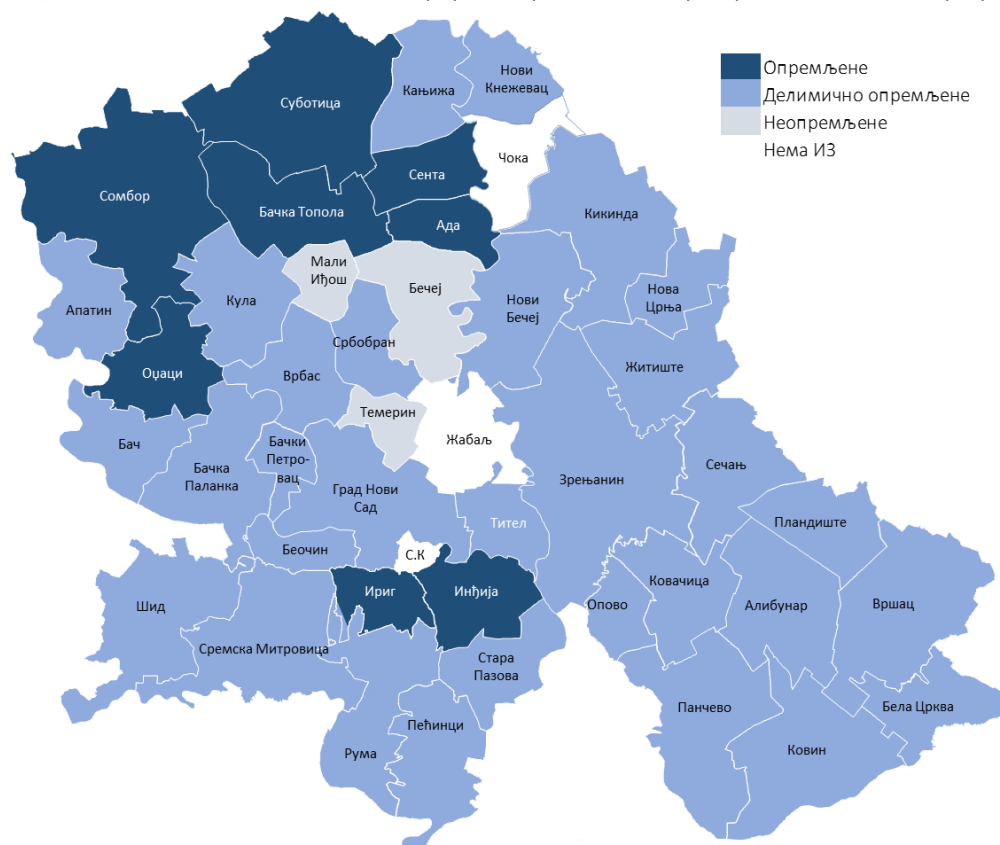 Опремљене
Делимично опремљене
Неопремљене
Нема ИЗ
Суботица
Кањижа
Нови
Кнежевац
Чока
Сента
Сомбор
Бачка Топола
Ада
Кикинда
Мали
Иђош
Бечеј
Нова
Црња
Апатин
Кула
Нови
Бечеј
Србобран
Житиште
Оџаци
Врбас
Темерин
Жабаљ
Бач
Бачки
Петро-
вац
Бачка
Паланка
Зрењанин
Сечањ
Град Нови
Сад
Тител
Пландиште
Беочин
С.К
Ковачица
Шид
Ириг
Инђија
Опово
Алибунар
Вршац
Сремска Митровица
Стара
Пазова
Панчево
Бела Црква
Пећинци
Рума
Ковин